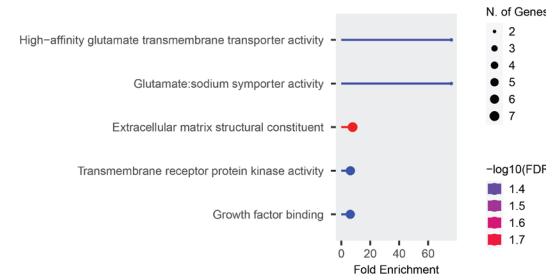 High-affinity glutamate transmembrane transporter activity
Glutamate:sodium symporter activity
Extracellular matrix structural constituent
Transmembrane receptor protein kinase activity
Growth factor binding
0 20 40 60
Fold Enrichment
N. of Genes
2
3
4
5
6
7
-log10(FDR
1.4
1.5
1.6
1.7